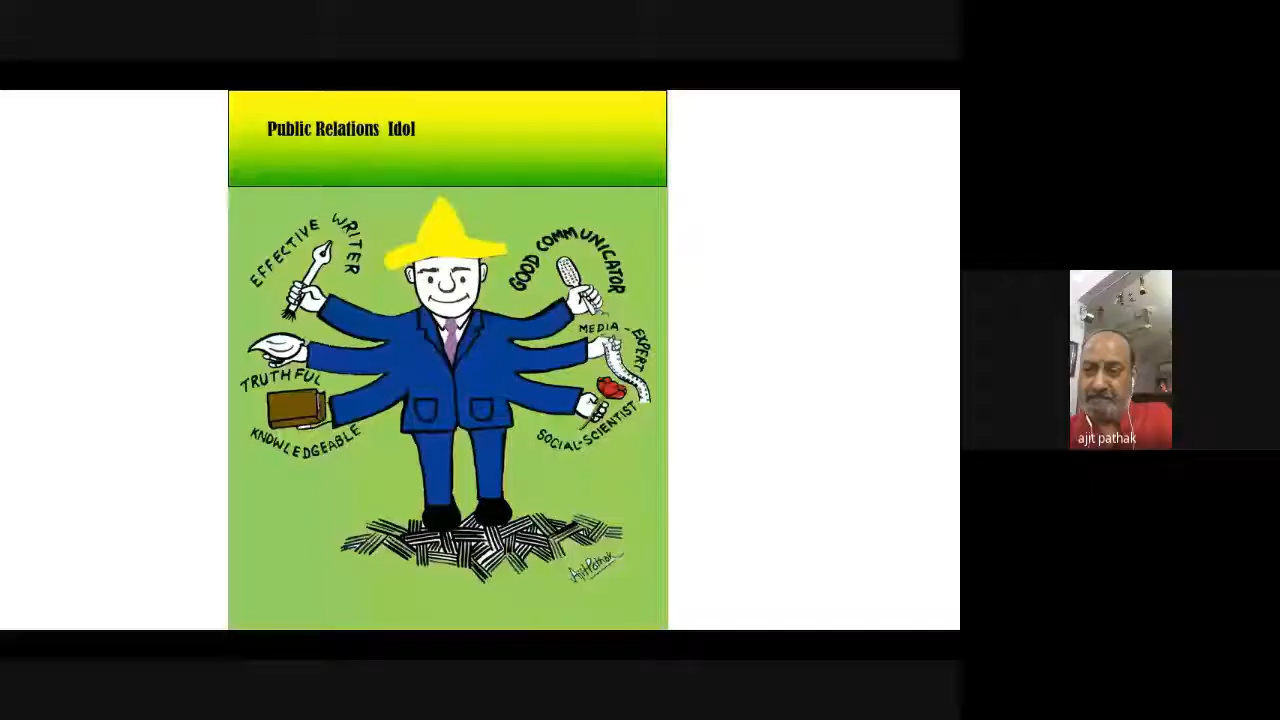 Public Relations  Idol
EFFECTIVE WRITER
GOOD COMMUNICATOR
MEDIA-EXPERT
TRUTHFUL
KNOWLEDGEABLE
SOCIAL-SCIENTIST
Ajit Pathak
ajit pathak